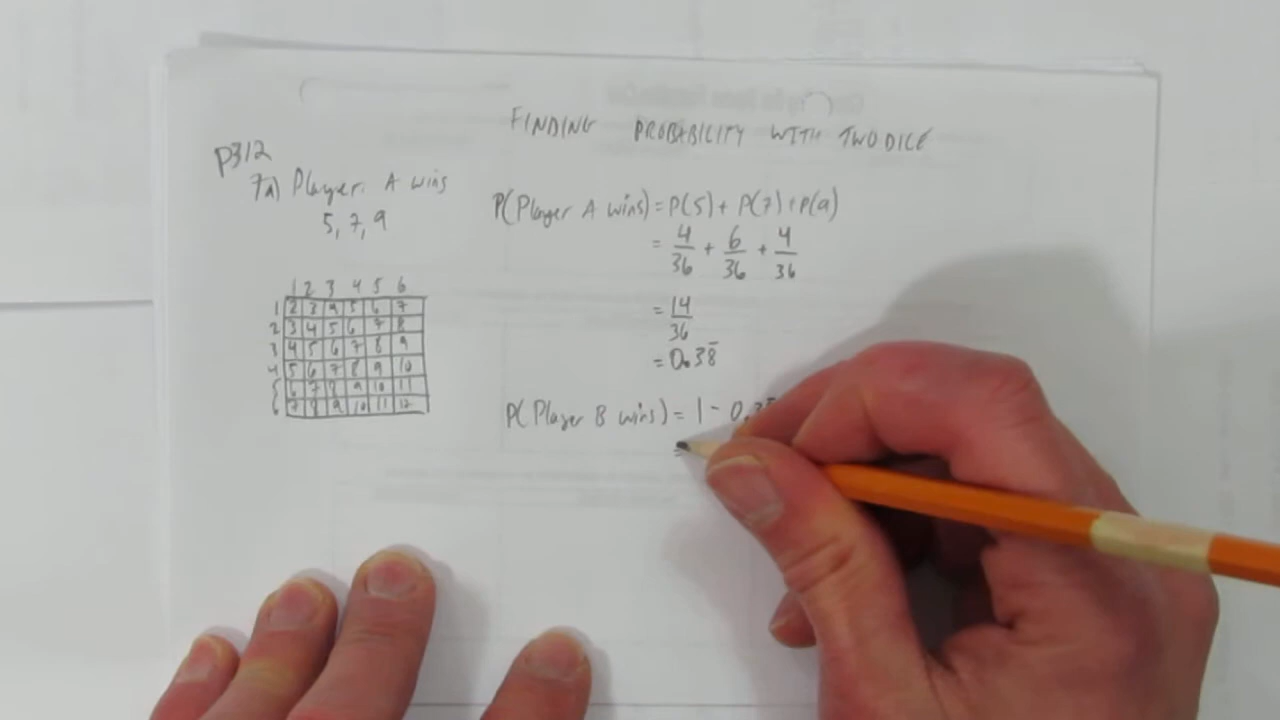 FINDING PROBABILITY WITH TWO DICE
p312
7a) Player A wins
5, 7, 9
P(Player A wins) = P(5) + P(7) + P(9)
= 4/36 + 6/36 + 4/36
= 14/36
= 0.38̅
P(Player B wins) = 1 - 0.38
=
1 2 3 4 5 6
1 2 3 4 5 6 7
2 3 4 5 6 7 8
3 4 5 6 7 8 9
4 5 6 7 8 9 10
5 6 7 8 9 10 11
6 7 8 9 10 11 12